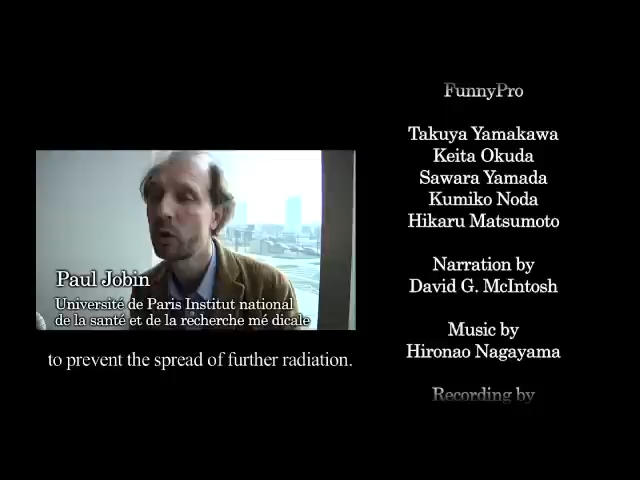 Paul Jobin
Université de Paris Institut national
de la santé et de la recherche mé dicale
to prevent the spread of further radiation.
FunnyPro
Takuya Yamakawa
Keita Okuda
Sawara Yamada
Kumiko Noda
Hikaru Matsumoto
Narration by
David G. McIntosh
Music by
Hironao Nagayama
Recording by